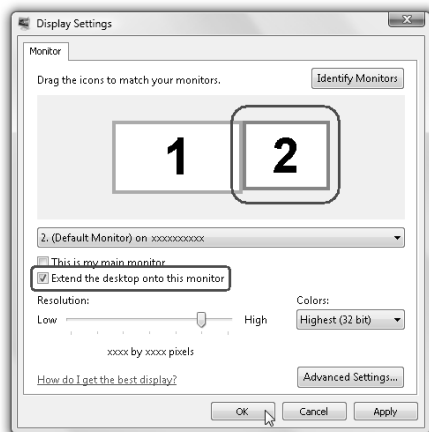 Display Settings
Monitor
Drag the icons to match your monitors.
Identify Monitors
1
2
2. (Default Monitor) on xxxxxxxxxx
This is my main monitor
Extend the desktop onto this monitor
Resolution:
Colors:
Low
High
Highest (32 bit)
xxxx by xxxx pixels
How do I get the best display?
Advanced Settings...
OK
Cancel
Apply